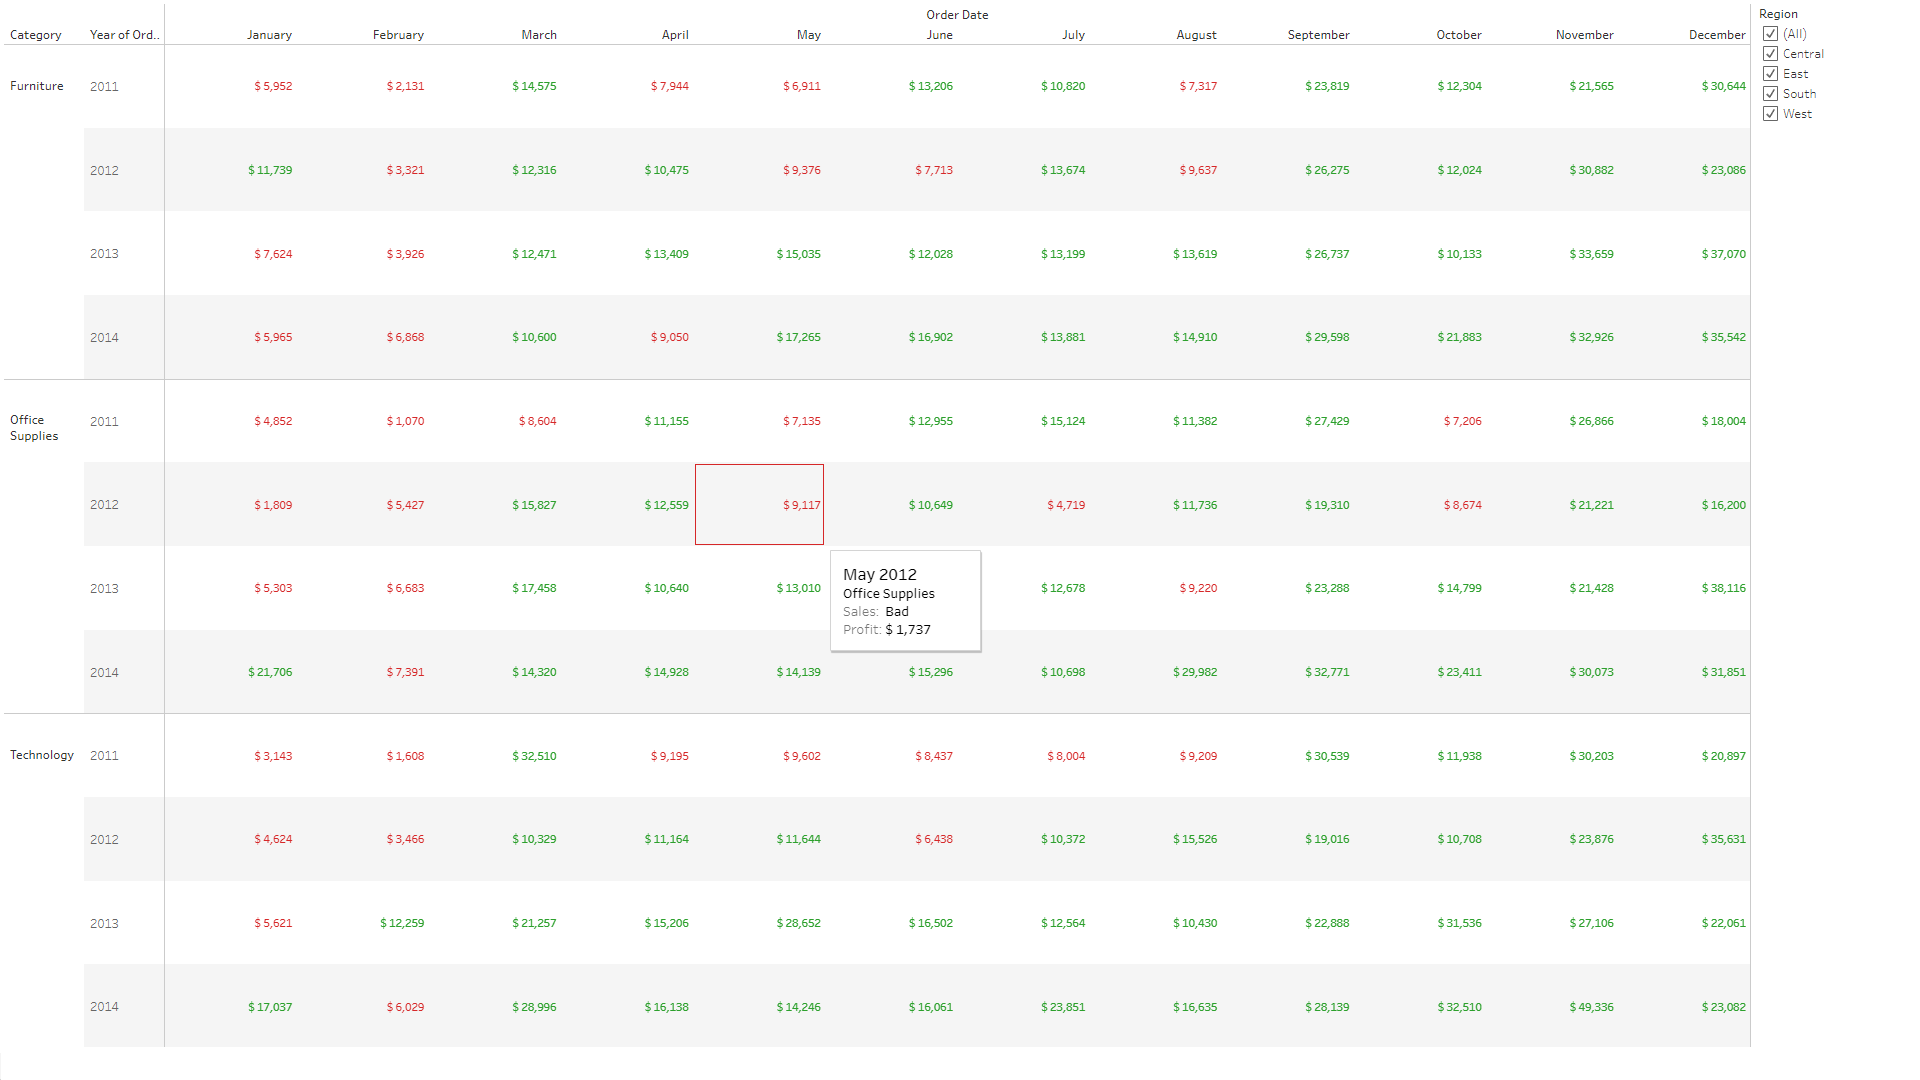 Order Date
Category Year of Ord.. January February March April May June July August September October November December
Furniture 2011 $ 5,952 $ 2,131 $ 14,575 $ 7,944 $ 6,911 $ 13,206 $ 10,820 $ 7,317 $ 23,819 $ 12,304 $ 21,565 $ 30,644
2012 $ 11,739 $ 3,321 $ 12,316 $ 10,475 $ 9,376 $ 7,713 $ 13,674 $ 9,637 $ 26,275 $ 12,024 $ 30,882 $ 23,086
2013 $ 7,624 $ 3,926 $ 12,471 $ 13,409 $ 15,035 $ 12,028 $ 13,199 $ 13,619 $ 26,737 $ 10,133 $ 33,659 $ 37,070
2014 $ 5,965 $ 6,868 $ 10,600 $ 9,050 $ 17,265 $ 16,902 $ 13,881 $ 14,910 $ 29,598 $ 21,883 $ 32,926 $ 35,542
Office
Supplies
2011 $ 4,852 $ 1,070 $ 8,604 $ 11,155 $ 7,135 $ 12,955 $ 15,124 $ 11,382 $ 27,429 $ 7,206 $ 26,866 $ 18,004
2012 $ 1,809 $ 5,427 $ 15,827 $ 12,559 $ 9,117 $ 10,649 $ 4,719 $ 11,736 $ 19,310 $ 8,674 $ 21,221 $ 16,200
2013 $ 5,303 $ 6,683 $ 17,458 $ 10,640 $ 13,010 $ 12,678 $ 9,220 $ 23,288 $ 14,799 $ 21,428 $ 38,116
2014 $ 21,706 $ 7,391 $ 14,320 $ 14,928 $ 14,139 $ 15,296 $ 10,698 $ 29,982 $ 32,771 $ 23,411 $ 30,073 $ 31,851
Technology 2011 $ 3,143 $ 1,608 $ 32,510 $ 9,195 $ 9,602 $ 8,437 $ 8,004 $ 9,209 $ 30,539 $ 11,938 $ 30,203 $ 20,897
2012 $ 4,624 $ 3,466 $ 10,329 $ 11,164 $ 11,644 $ 6,438 $ 10,372 $ 15,526 $ 19,016 $ 10,708 $ 23,876 $ 35,631
2013 $ 5,621 $ 12,259 $ 21,257 $ 15,206 $ 28,652 $ 16,502 $ 12,564 $ 10,430 $ 22,888 $ 31,536 $ 27,106 $ 22,061
2014 $ 17,037 $ 6,029 $ 28,996 $ 16,138 $ 14,246 $ 16,061 $ 23,851 $ 16,635 $ 28,139 $ 32,510 $ 49,336 $ 23,082
May 2012
Office Supplies
Sales: Bad
Profit: $ 1,737
Region
(All)
Central
East
South
West